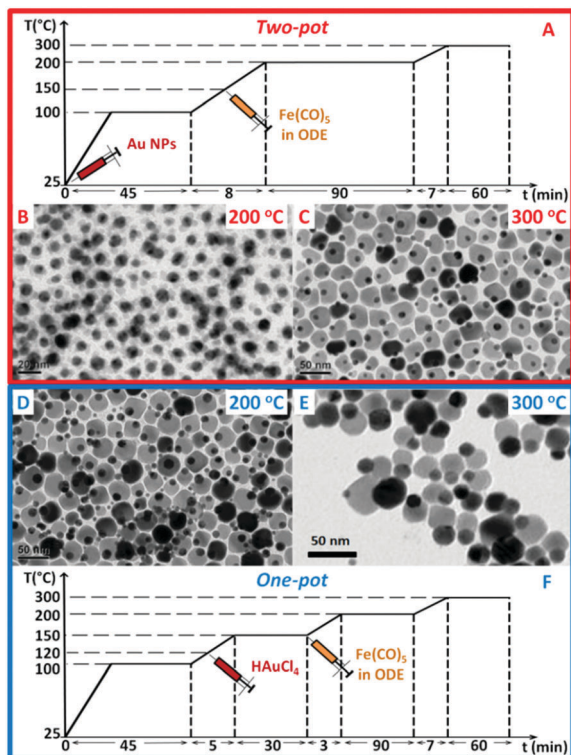 T(°C)
Two-pot
A
300
200
150
100
25
Fe(CO)5
in ODE
Au NPs
0
45
8
90
7
60
t (min)
B
200 °C
20 nm
C
300 °C
50 nm
D
200 °C
50 nm
E
300 °C
50 nm
T(°C)
One-pot
F
300
200
150
120
100
25
HAuCl4
Fe(CO)5
in ODE
0
45
5
30
3
90
7
60
t (min)